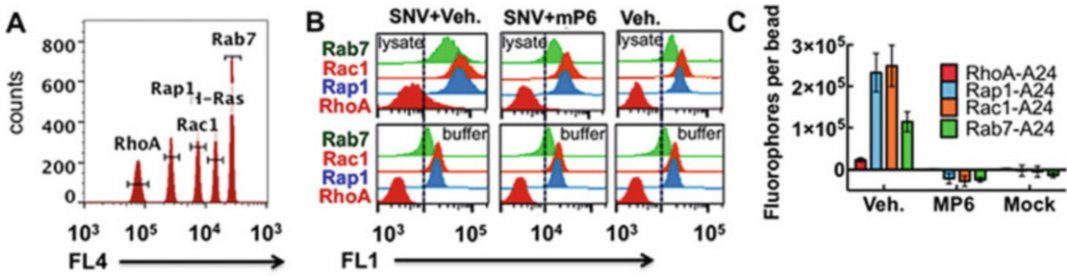 A
counts
800
600
400
200
0
Rab7
Rap1
H-Ras
Rac1
RhoA
10³ 10⁵ 10⁴ 10³
FL4
B
SNV+Veh. SNV+mP6 Veh.
lysate lysate lysate
Rab7
Rac1
Rap1
RhoA
buffer buffer buffer
Rab7
Rac1
Rap1
RhoA
10³ 10⁵ 10³ 10⁵ 10³ 10⁵
FL1
C
Fluorophores per bead
3×10⁵
2×10⁵
1×10⁵
0
RhoA-A24
Rap1-A24
Rac1-A24
Rab7-A24
Veh. MP6 Mock